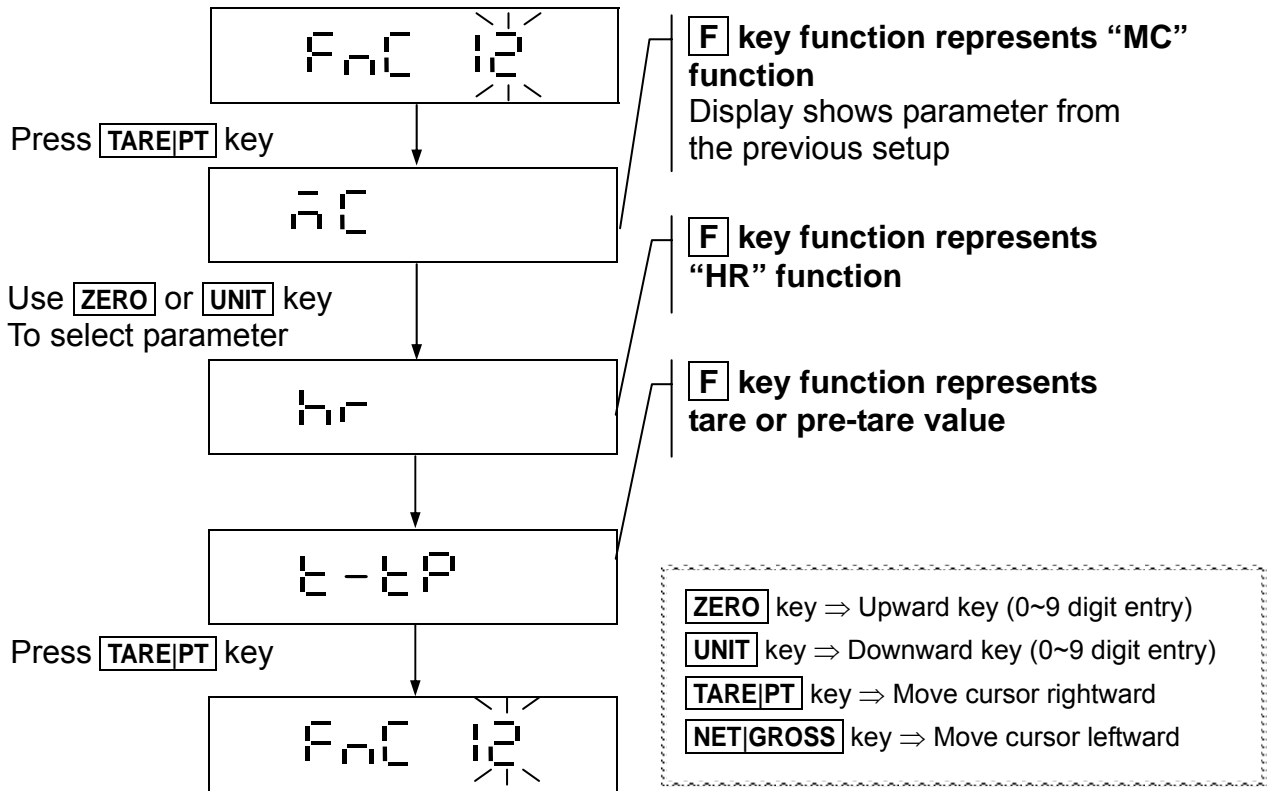 FnC 12
F key function represents “MC”
function
Display shows parameter from
the previous setup
Press TARE|PT key
m̄C
F key function represents
“HR” function
Use ZERO or UNIT key
To select parameter
hr
F key function represents
tare or pre-tare value
t-tP
Press TARE|PT key
FnC 12
ZERO key ⇒ Upward key (0~9 digit entry)
UNIT key ⇒ Downward key (0~9 digit entry)
TARE|PT key ⇒ Move cursor rightward
NET|GROSS key ⇒ Move cursor leftward